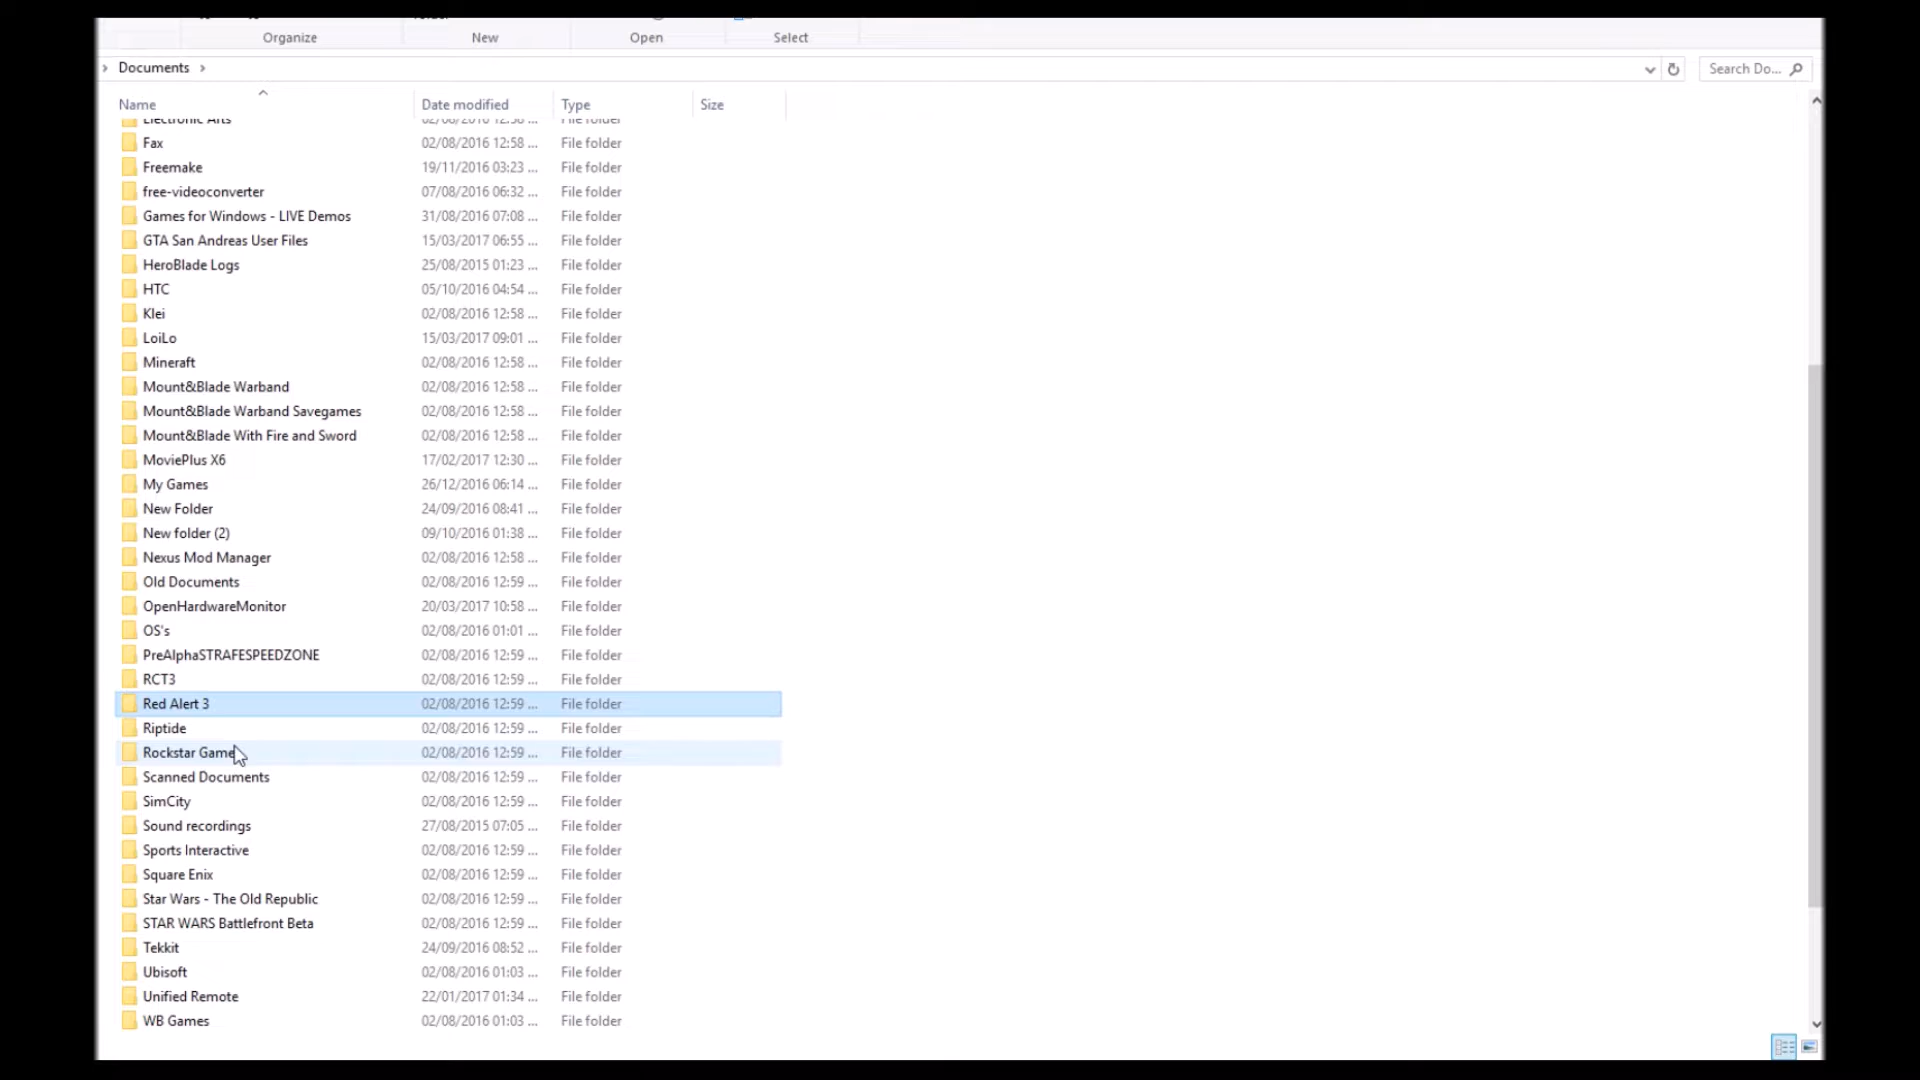 Organize New Open Select
Documents
Search Do...
Name Date modified Type Size
Electronic Arts 02/08/2016 12:58 ... File folder
Fax 02/08/2016 12:58 ... File folder
Freemake 19/11/2016 03:23 ... File folder
free-videoconverter 07/08/2016 06:32 ... File folder
Games for Windows - LIVE Demos 31/08/2016 07:08 ... File folder
GTA San Andreas User Files 15/03/2017 06:55 ... File folder
HeroBlade Logs 25/08/2015 01:23 ... File folder
HTC 05/10/2016 04:54 ... File folder
Klei 02/08/2016 12:58 ... File folder
LoiLo 15/03/2017 09:01 ... File folder
Mineraft 02/08/2016 12:58 ... File folder
Mount&Blade Warband 02/08/2016 12:58 ... File folder
Mount&Blade Warband Savegames 02/08/2016 12:58 ... File folder
Mount&Blade With Fire and Sword 02/08/2016 12:58 ... File folder
MoviePlus X6 17/02/2017 12:30 ... File folder
My Games 26/12/2016 06:14 ... File folder
New Folder 24/09/2016 08:41 ... File folder
New folder (2) 09/10/2016 01:38 ... File folder
Nexus Mod Manager 02/08/2016 12:58 ... File folder
Old Documents 02/08/2016 12:59 ... File folder
OpenHardwareMonitor 20/03/2017 10:58 ... File folder
OS's 02/08/2016 01:01 ... File folder
PreAlphaSTRAFESPEEDZONE 02/08/2016 12:59 ... File folder
RCT3 02/08/2016 12:59 ... File folder
Red Alert 3 02/08/2016 12:59 ... File folder
Riptide 02/08/2016 12:59 ... File folder
Rockstar Game 02/08/2016 12:59 ... File folder
Scanned Documents 02/08/2016 12:59 ... File folder
SimCity 02/08/2016 12:59 ... File folder
Sound recordings 27/08/2015 07:05 ... File folder
Sports Interactive 02/08/2016 12:59 ... File folder
Square Enix 02/08/2016 12:59 ... File folder
Star Wars - The Old Republic 02/08/2016 12:59 ... File folder
STAR WARS Battlefront Beta 02/08/2016 12:59 ... File folder
Tekkit 24/09/2016 08:52 ... File folder
Ubisoft 02/08/2016 01:03 ... File folder
Unified Remote 22/01/2017 01:34 ... File folder
WB Games 02/08/2016 01:03 ... File folder